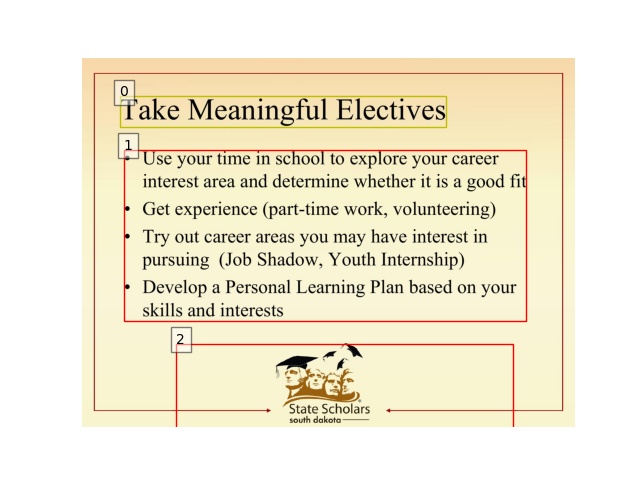 0
Take Meaningful Electives
1
• Use your time in school to explore your career
interest area and determine whether it is a good fit
• Get experience (part-time work, volunteering)
• Try out career areas you may have interest in
pursuing (Job Shadow, Youth Internship)
• Develop a Personal Learning Plan based on your
skills and interests
2
State Scholars
south dakota